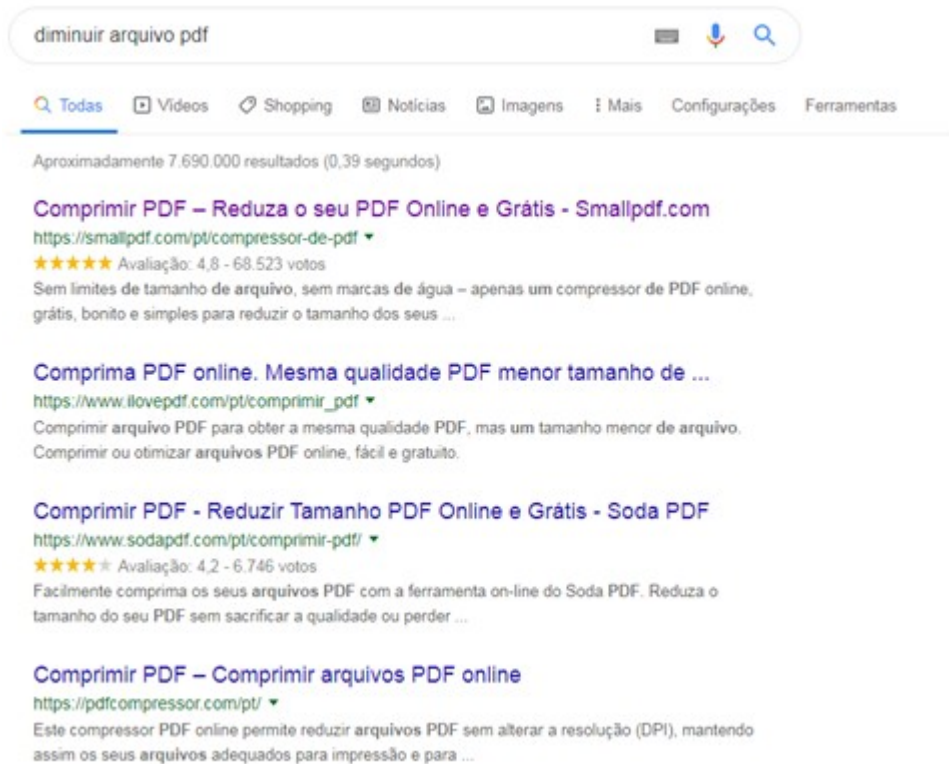 diminuir arquivo pdf
Todas Vídeos Shopping Notícias Imagens Mais Configurações Ferramentas
Aproximadamente 7.690.000 resultados (0,39 segundos)
Comprimir PDF – Reduza o seu PDF Online e Grátis - Smallpdf.com
https://smallpdf.com/pt/compressor-de-pdf
Avaliação: 4,8 - 68.523 votos
Sem limites de tamanho de arquivo, sem marcas de água – apenas um compressor de PDF online,
grátis, bonito e simples para reduzir o tamanho dos seus ...
Comprima PDF online. Mesma qualidade PDF menor tamanho de ...
https://www.ilovepdf.com/pt/comprimir_pdf
Comprimir arquivo PDF para obter a mesma qualidade PDF, mas um tamanho menor de arquivo.
Comprimir ou otimizar arquivos PDF online, fácil e gratuito.
Comprimir PDF - Reduzir Tamanho PDF Online e Grátis - Soda PDF
https://www.sodapdf.com/pt/comprimir-pdf/
Avaliação: 4,2 - 6.746 votos
Facilmente comprima os seus arquivos PDF com a ferramenta on-line do Soda PDF. Reduza o
tamanho do seu PDF sem sacrificar a qualidade ou perder ...
Comprimir PDF – Comprimir arquivos PDF online
https://pdfcompressor.com/pt/
Este compressor PDF online permite reduzir arquivos PDF sem alterar a resolução (DPI), mantendo
assim os seus arquivos adequados para impressão e para ...